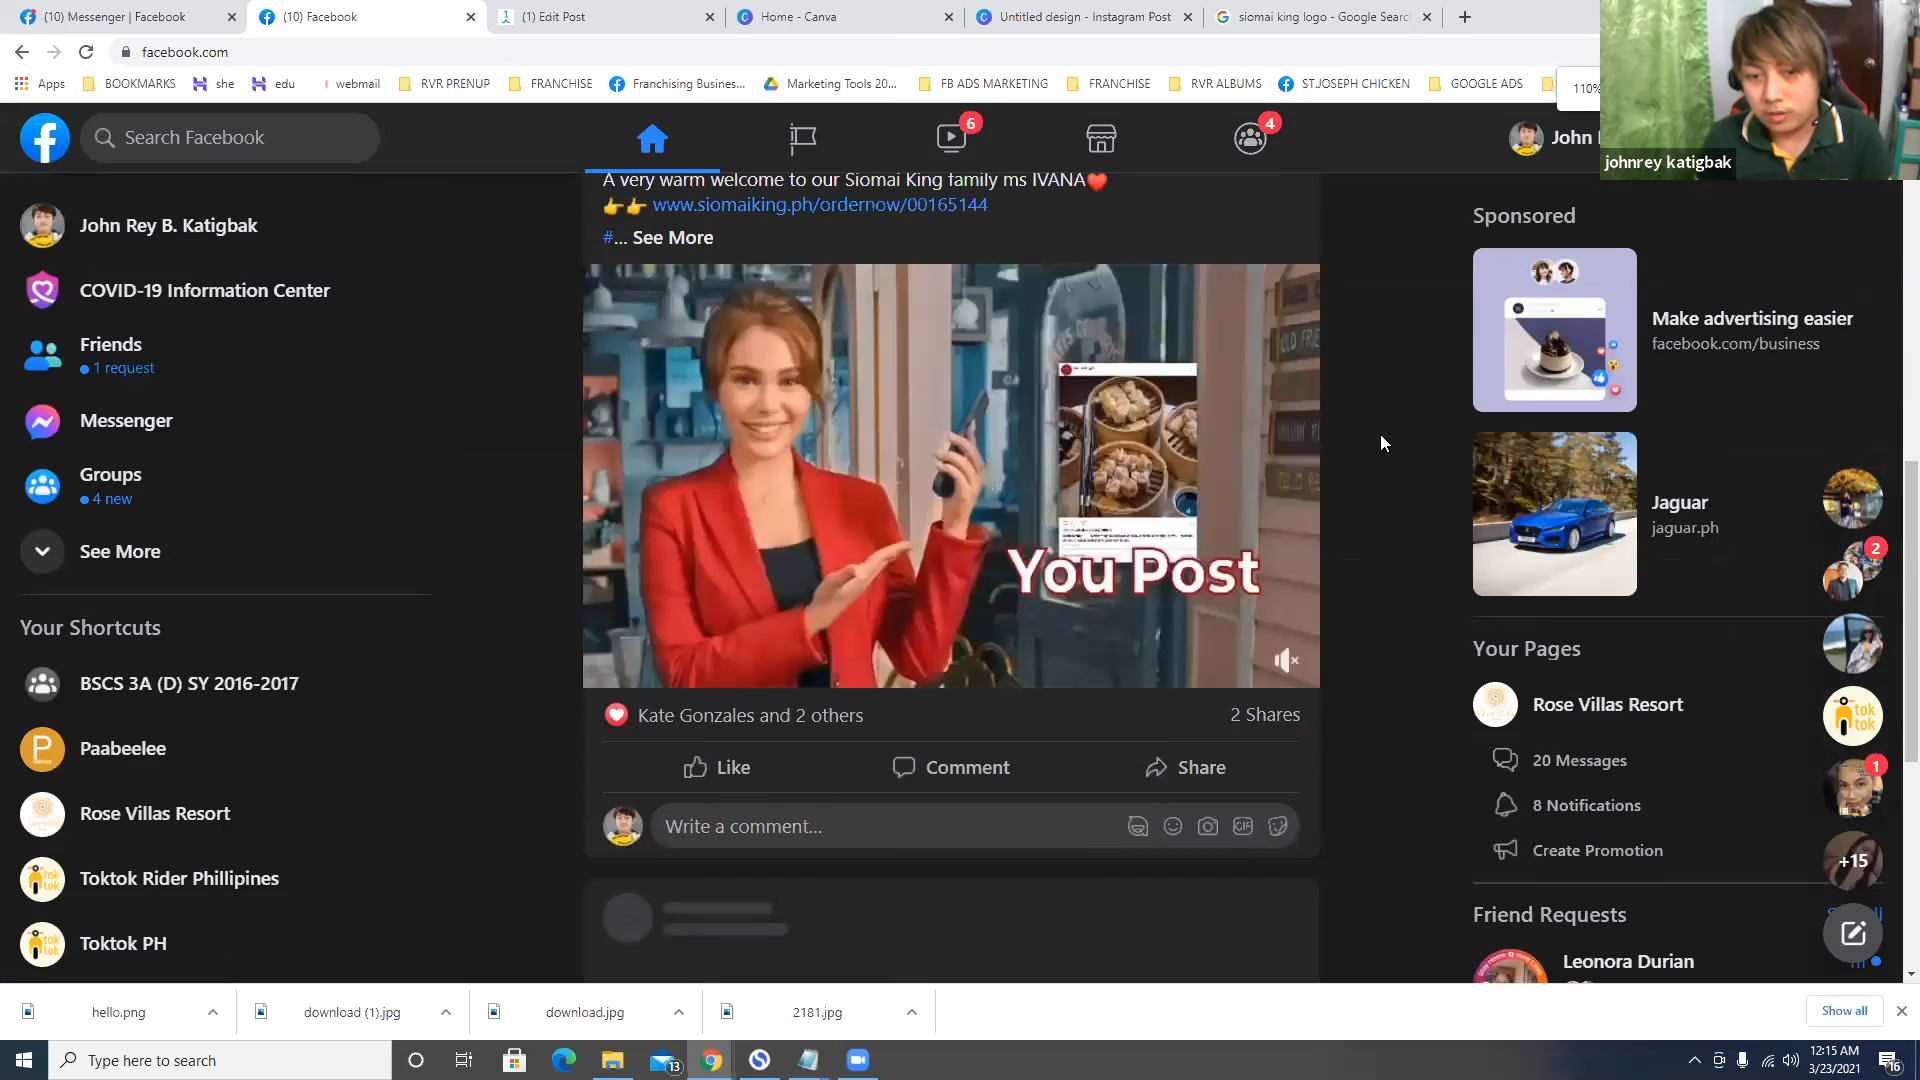 (10) Messenger | Facebook
(10) Facebook
(1) Edit Post
Home - Canva
Untitled design - Instagram Post
siomai king logo - Google Searc
facebook.com
Apps
BOOKMARKS
she
edu
webmail
RVR PRENUP
FRANCHISE
Franchising Busines...
Marketing Tools 20...
FB ADS MARKETING
FRANCHISE
RVR ALBUMS
ST.JOSEPH CHICKEN
GOOGLE ADS
110%
Search Facebook
6
4
John
johnrey katigbak
John Rey B. Katigbak
COVID-19 Information Center
Friends
1 request
Messenger
Groups
4 new
See More
Your Shortcuts
BSCS 3A (D) SY 2016-2017
Paabeelee
Rose Villas Resort
Toktok Rider Phillipines
Toktok PH
A very warm welcome to our Siomai King family ms IVANA
www.siomaiking.ph/ordernow/00165144
#... See More
You Post
Kate Gonzales and 2 others
2 Shares
Like
Comment
Share
Write a comment...
GIF
Sponsored
Make advertising easier
facebook.com/business
Jaguar
jaguar.ph
Your Pages
Rose Villas Resort
20 Messages
8 Notifications
Create Promotion
Friend Requests
Leonora Durian
2
tok
tok
1
+15
hello.png
download (1).jpg
download.jpg
2181.jpg
Show all
Type here to search
13
12:15 AM
3/23/2021
16